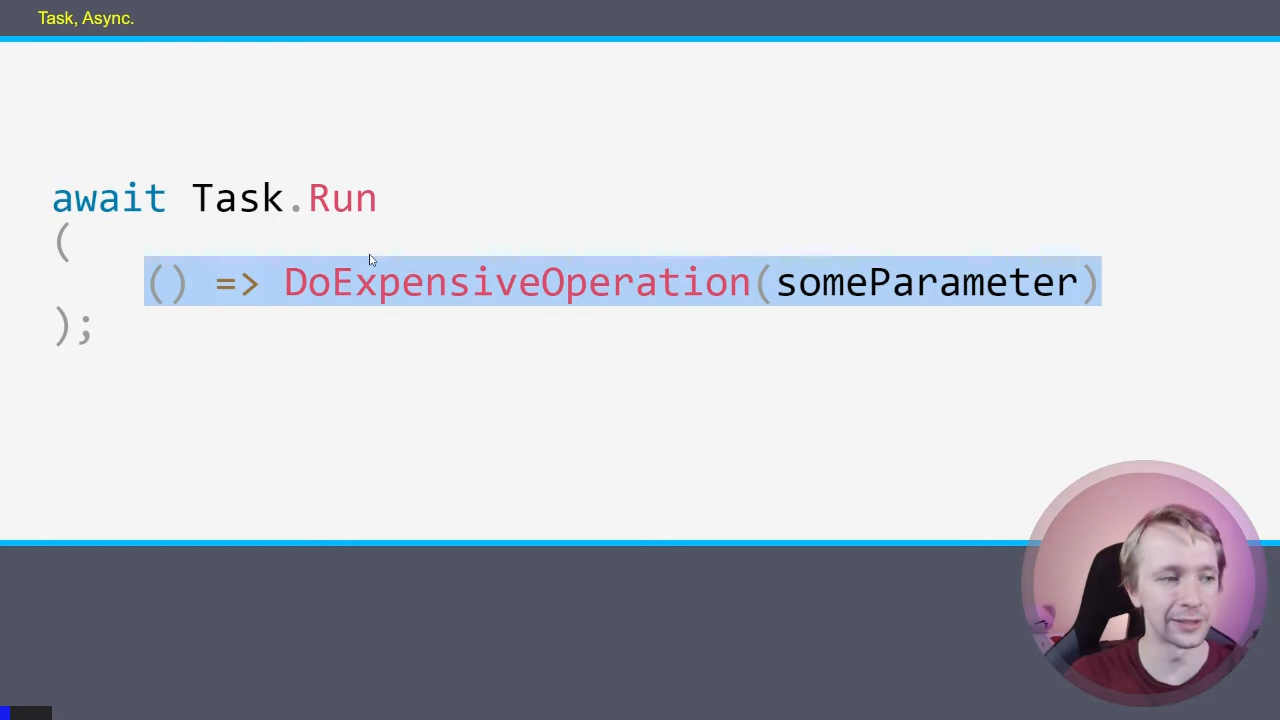 Task, Async.
await Task.Run
(
() => DoExpensiveOperation(someParameter)
);